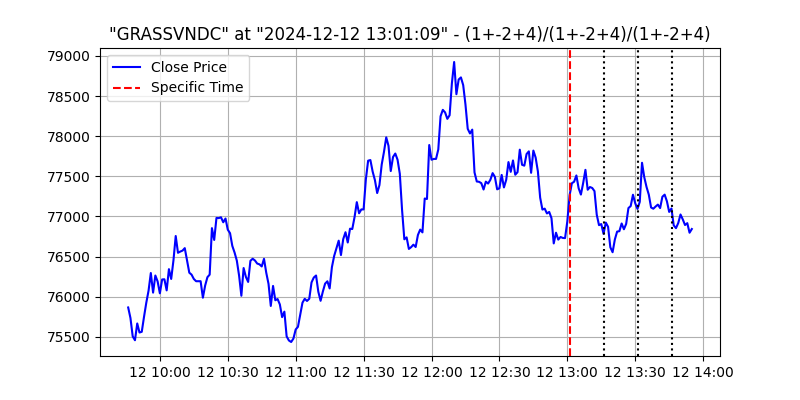 "GRASSVNDC" at "2024-12-12 13:01:09" - (1+-2+4)/(1+-2+4)/(1+-2+4)
Close Price
Specific Time
79000
78500
78000
77500
77000
76500
76000
75500
12 10:00 12 10:30 12 11:00 12 11:30 12 12:00 12 12:30 12 13:00 12 13:30 12 14:00